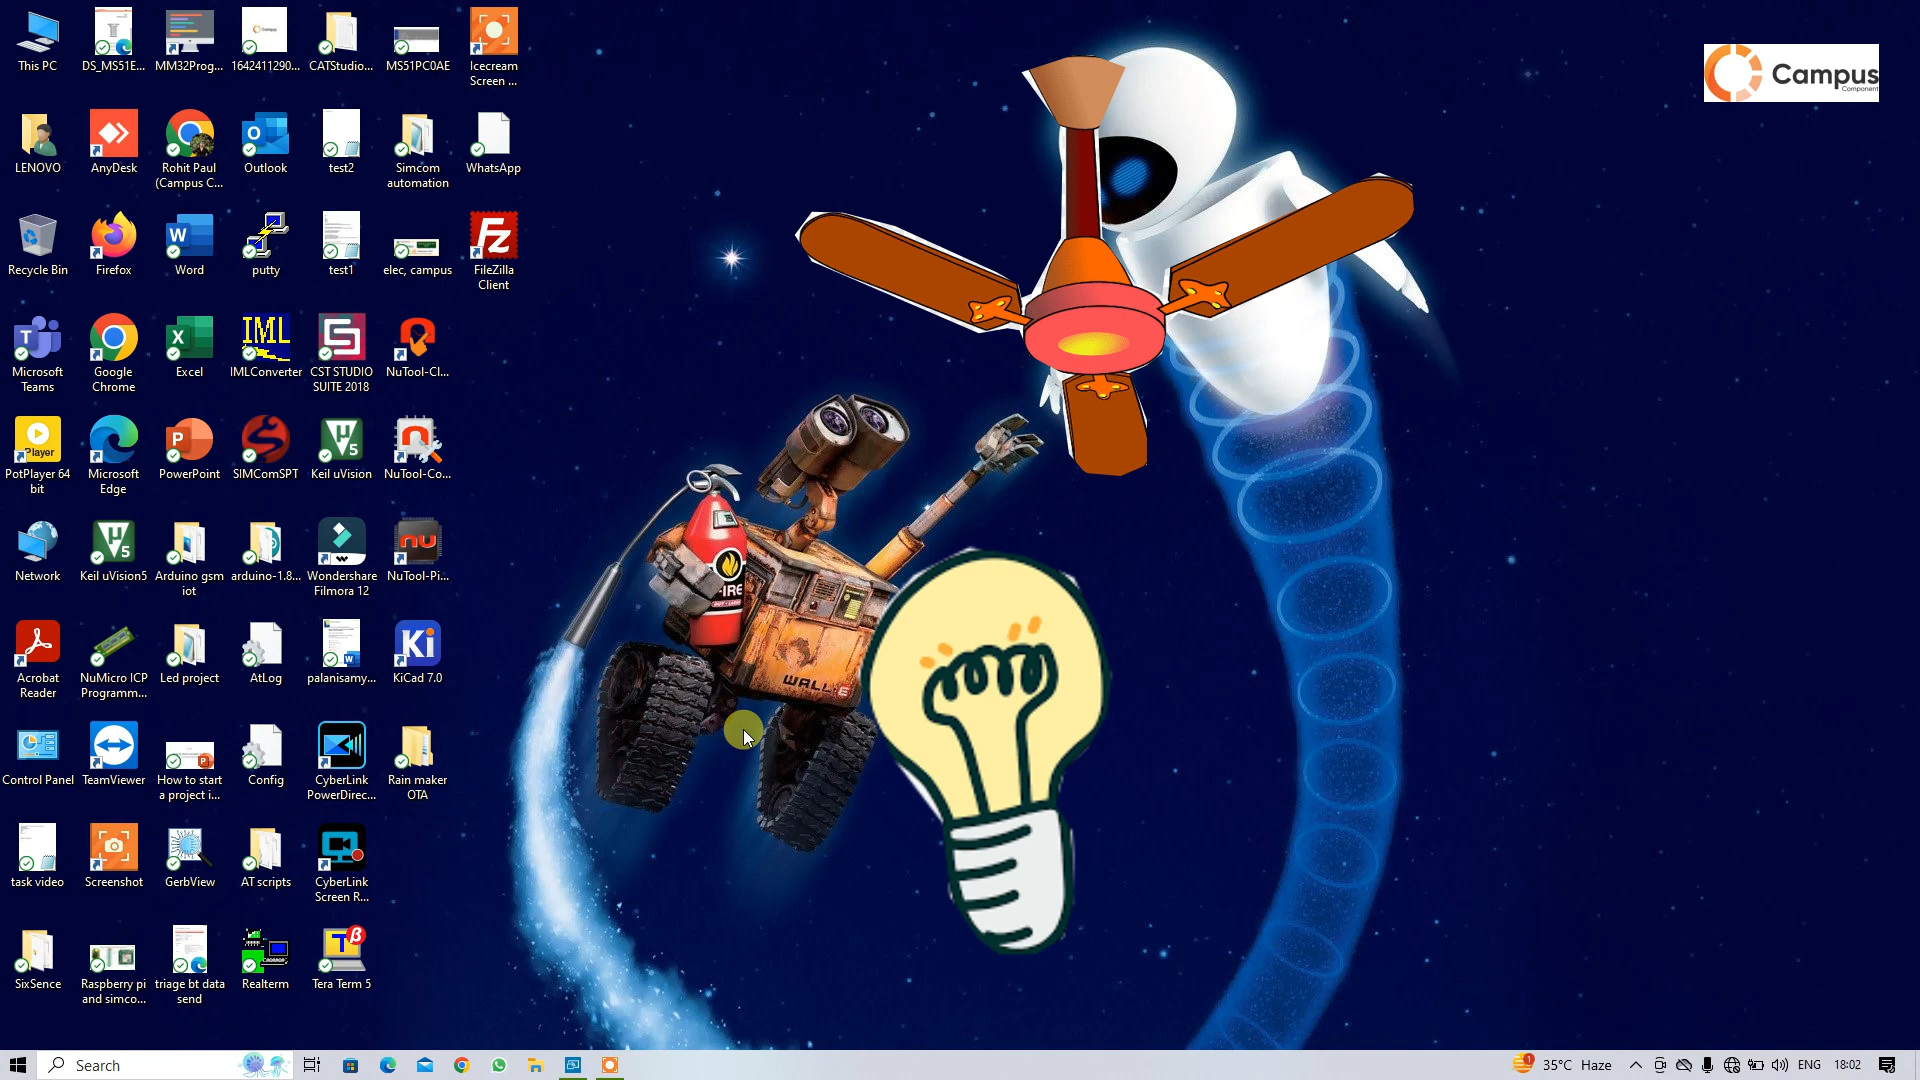 This PC
DS_MS51E...
MM32Prog...
1642411290...
CATStudio...
MS51PC0AE
Icecream
Screen ...
Campus
Component
LENOVO
AnyDesk
Rohit Paul
(Campus C...
Outlook
test2
Simcom
automation
WhatsApp
Recycle Bin
Firefox
Word
putty
test1
elec, campus
FileZilla
Client
Microsoft
Teams
Google
Chrome
Excel
IML
IMLConverter
CST STUDIO
SUITE 2018
NuTool-Cl...
Player
PotPlayer 64
bit
Microsoft
Edge
PowerPoint
SIMComSPT
Keil uVision
NuTool-Co...
Network
Keil uVision5
Arduino gsm
iot
arduino-1.8...
Wondershare
Filmora 12
nu
NuTool-Pi...
FIRE
WALL·E
Acrobat
Reader
NuMicro ICP
Programm...
Led project
AtLog
palanisamy...
Ki
KiCad 7.0
Control Panel
TeamViewer
How to start
a project i...
Config
CyberLink
PowerDirec...
Rain maker
OTA
task video
Screenshot
GerbView
AT scripts
CyberLink
Screen R...
SixSence
Raspberry pi
and simco...
triage bt data
send
Realterm
Tera Term 5
Search
35°C Haze
ENG
18:02